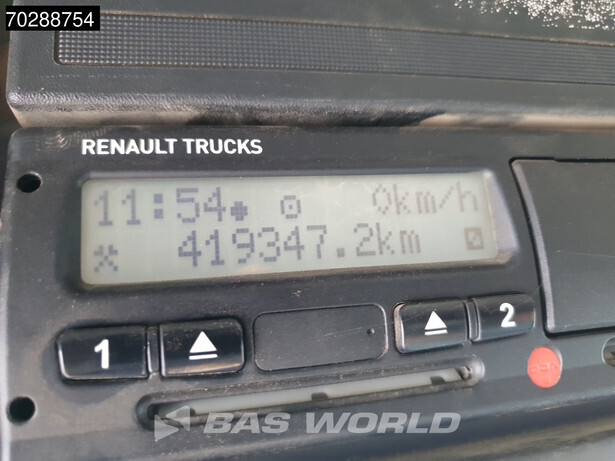 70288754
RENAULT TRUCKS
11:54 0km/h
419347.2km
1 2
BAS WORLD